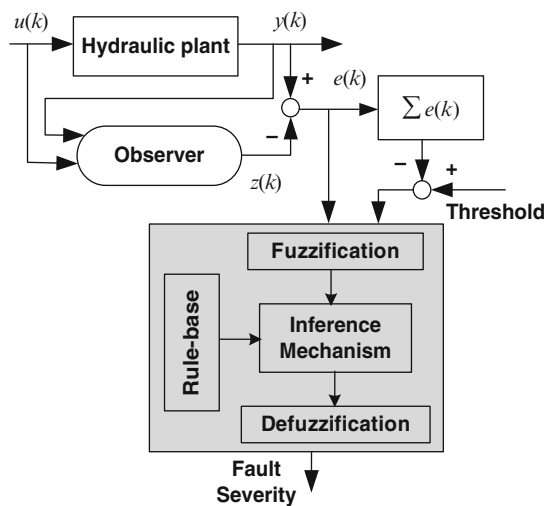 u(k)
Hydraulic plant
y(k)
+
e(k)
∑ e(k)
Observer
−
z(k)
−
+
Threshold
Fuzzification
Rule-base
Inference
Mechanism
Defuzzification
Fault
Severity